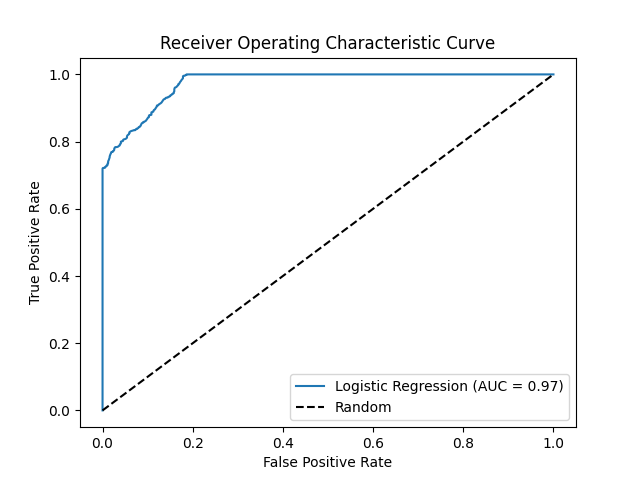 Receiver Operating Characteristic Curve
True Positive Rate
1.0
0.8
0.6
0.4
0.2
0.0
Logistic Regression (AUC = 0.97)
Random
0.0 0.2 0.4 0.6 0.8 1.0
False Positive Rate